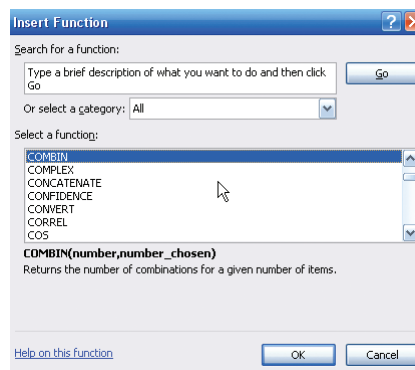 Insert Function
Search for a function:
Type a brief description of what you want to do and then click
Go
Go
Or select a category: All
Select a function:
COMBIN
COMPLEX
CONCATENATE
CONFIDENCE
CONVERT
CORREL
COS
COMBIN(number,number_chosen)
Returns the number of combinations for a given number of items.
Help on this function
OK
Cancel